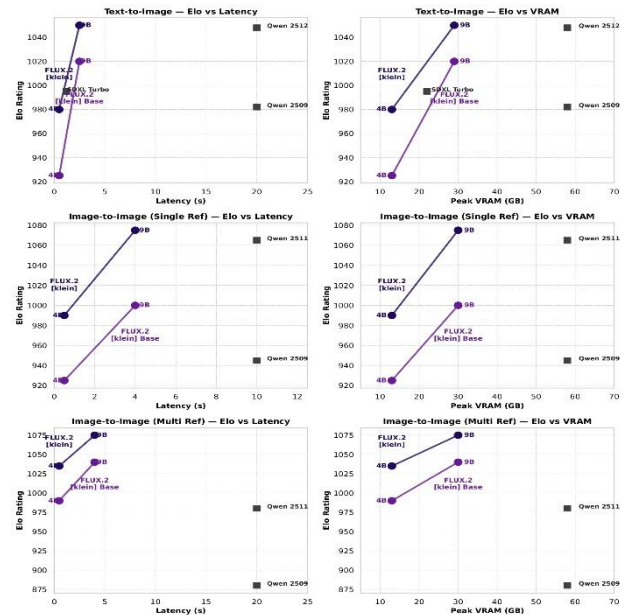 Text-to-Image — Elo vs Latency
Elo Rating
1040
1020
1000
980
960
940
920
9B
9B
FLUX.2
[klein]
SDXL Turbo
FLUX.2
[klein] Base
4B
4B
Qwen 2512
Qwen 2509
0 5 10 15 20 25
Latency (s)
Text-to-Image — Elo vs VRAM
Elo Rating
1040
1020
1000
980
960
940
920
9B
9B
FLUX.2
[klein]
SDXL Turbo
FLUX.2
[klein] Base
4B
4B
Qwen 2512
Qwen 2509
10 20 30 40 50 60 70
Peak VRAM (GB)
Image-to-Image (Single Ref) — Elo vs Latency
Elo Rating
1080
1060
1040
1020
1000
980
960
940
920
9B
9B
FLUX.2
[klein]
FLUX.2
[klein] Base
4B
4B
Qwen 2511
Qwen 2509
0 2 4 6 8 10 12
Latency (s)
Image-to-Image (Single Ref) — Elo vs VRAM
Elo Rating
1080
1060
1040
1020
1000
980
960
940
920
9B
9B
FLUX.2
[klein]
FLUX.2
[klein] Base
4B
4B
Qwen 2511
Qwen 2509
10 20 30 40 50 60 70
Peak VRAM (GB)
Image-to-Image (Multi Ref) — Elo vs Latency
Elo Rating
1075
1050
1025
1000
975
950
925
900
875
9B
FLUX.2
[klein]
4B
FLUX.2
[klein] Base
4B
Qwen 2511
Qwen 2509
0 5 10 15 20 25
Latency (s)
Image-to-Image (Multi Ref) — Elo vs VRAM
Elo Rating
1075
1050
1025
1000
975
950
925
900
875
9B
9B
FLUX.2
[klein]
FLUX.2
[klein] Base
4B
4B
Qwen 2511
Qwen 2509
0 10 20 30 40 50 60 70
Peak VRAM (GB)